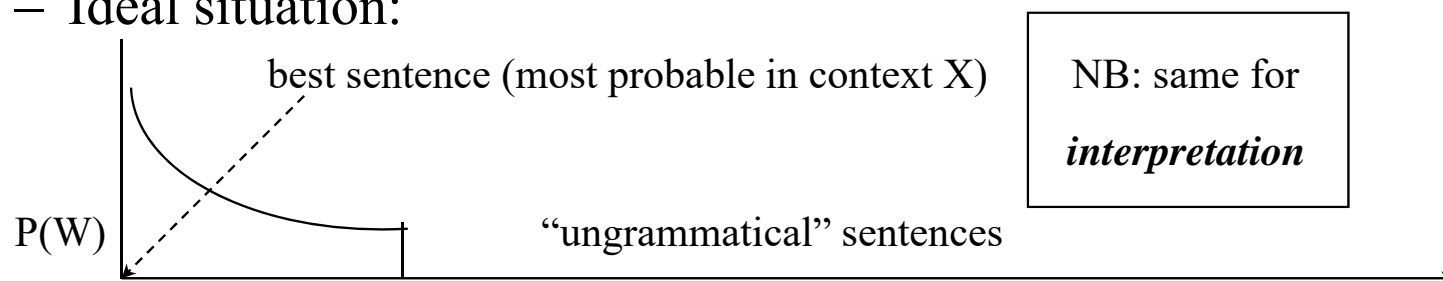 – Ideal situation:
best sentence (most probable in context X)
NB: same for
interpretation
P(W)
“ungrammatical” sentences